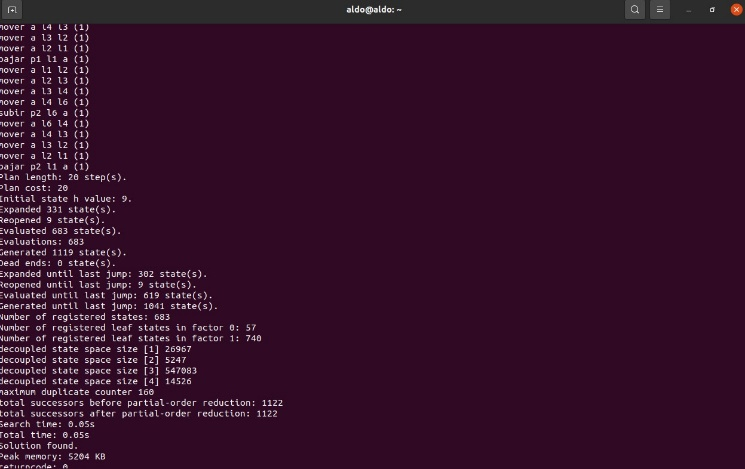 aldo@aldo: ~
mover a l4 l3 (1)
mover a l3 l2 (1)
mover a l2 l1 (1)
bajar p1 l1 a (1)
mover a l1 l2 (1)
mover a l2 l3 (1)
mover a l3 l4 (1)
mover a l4 l6 (1)
subir p2 l6 a (1)
mover a l6 l4 (1)
mover a l4 l3 (1)
mover a l3 l2 (1)
mover a l2 l1 (1)
bajar p2 l1 a (1)
Plan length: 20 step(s).
Plan cost: 20
Initial state h value: 9.
Expanded 331 state(s).
Reopened 9 state(s).
Evaluated 683 state(s).
Evaluations: 683
Generated 1119 state(s).
Dead ends: 0 state(s).
Expanded until last jump: 302 state(s).
Reopened until last jump: 9 state(s).
Evaluated until last jump: 619 state(s).
Generated until last jump: 1041 state(s).
Number of registered states: 683
Number of registered leaf states in factor 0: 57
Number of registered leaf states in factor 1: 740
decoupled state space size [1] 26967
decoupled state space size [2] 5247
decoupled state space size [3] 547083
decoupled state space size [4] 14526
maximum duplicate counter 160
total successors before partial-order reduction: 1122
total successors after partial-order reduction: 1122
Search time: 0.05s
Total time: 0.05s
Solution found.
Peak memory: 5204 KB
returncode: 0